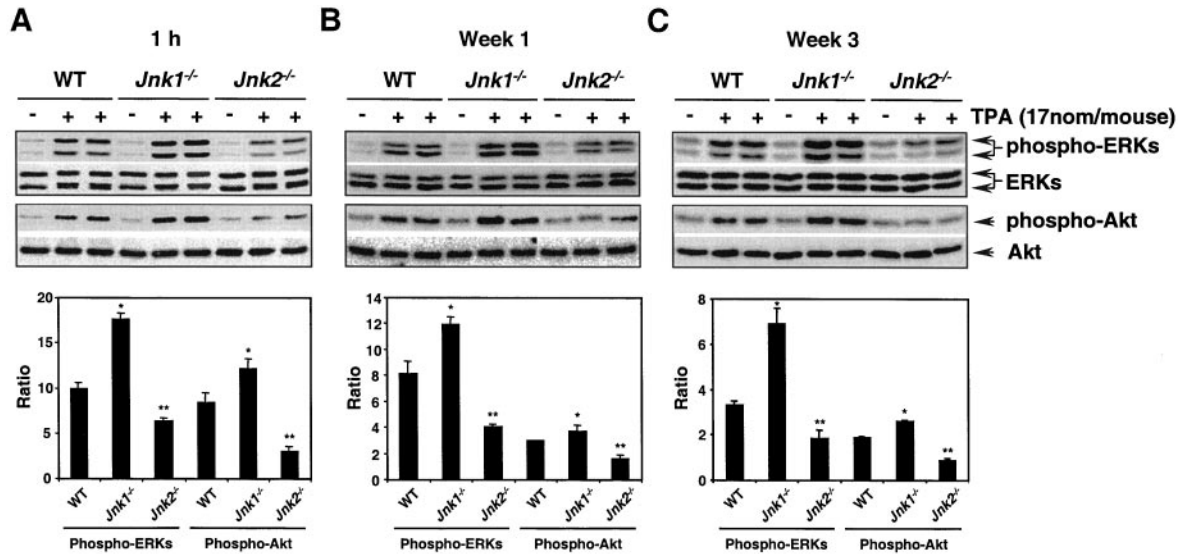 A B C
1 h Week 1 Week 3
WT Jnk1-/- Jnk2-/- WT Jnk1-/- Jnk2-/- WT Jnk1-/- Jnk2-/-
- + + - + + - + + - + + - + + - + + - + + - + + - + + TPA (17nom/mouse)
phospho-ERKs
ERKs
phospho-Akt
Akt
20
15
10
5
0
Ratio
* ** * **
WT Jnk1-/- Jnk2-/- WT Jnk1-/- Jnk2-/-
Phospho-ERKs Phospho-Akt
14
12
10
8
6
4
2
0
Ratio
* ** * **
WT Jnk1-/- Jnk2-/- WT Jnk1-/- Jnk2-/-
Phospho-ERKs Phospho-Akt
8
6
4
2
0
Ratio
* ** * **
WT Jnk1-/- Jnk2-/- WT Jnk1-/- Jnk2-/-
Phospho-ERKs Phospho-Akt